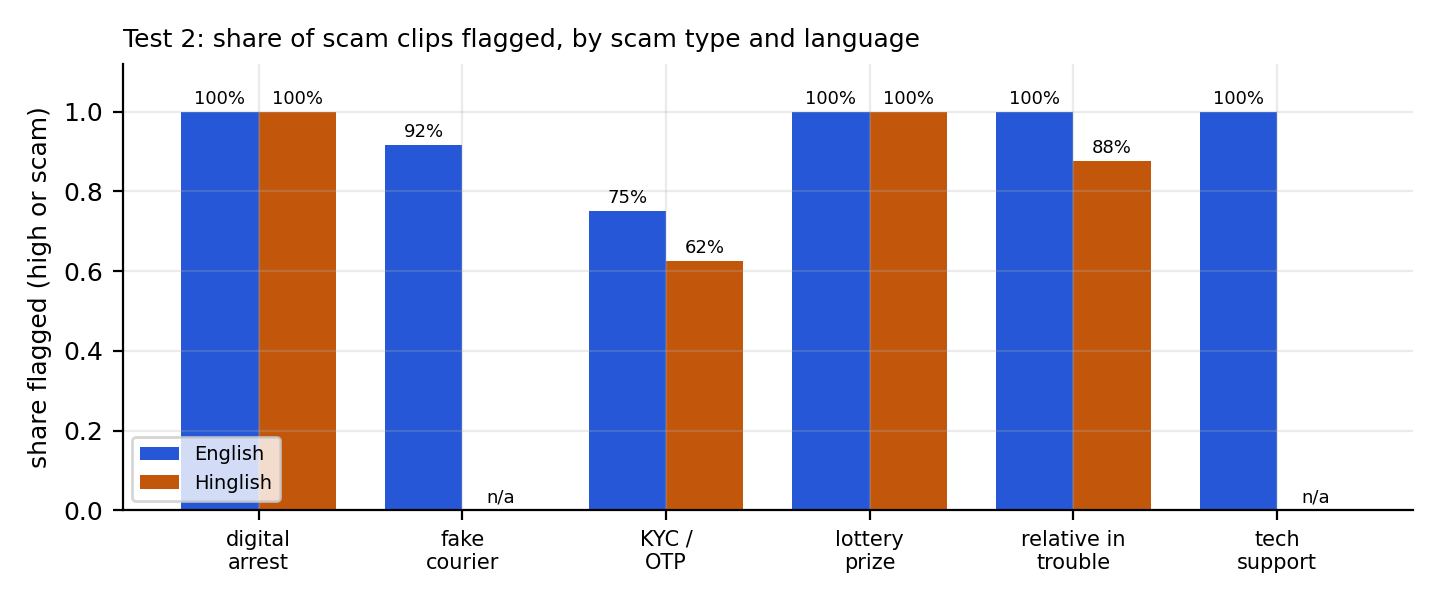 Test 2: share of scam clips flagged, by scam type and language
share flagged (high or scam)
1.0
0.8
0.6
0.4
0.2
0.0
100% 100%
92%
n/a
75%
62%
100% 100%
100%
88%
100%
n/a
English
Hinglish
digital
arrest
fake
courier
KYC /
OTP
lottery
prize
relative in
trouble
tech
support